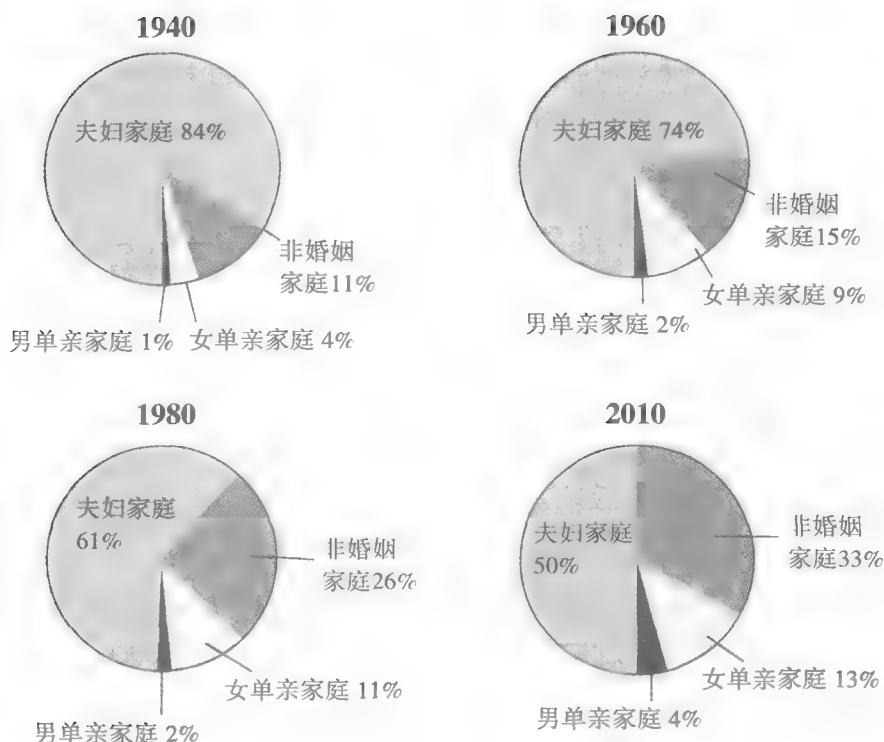 1940
夫妇家庭 84%
非婚姻
家庭11%
男单亲家庭 1%
女单亲家庭 4%
1960
夫妇家庭 74%
非婚姻
家庭15%
女单亲家庭 9%
男单亲家庭 2%
1980
夫妇家庭
61%
非婚姻
家庭26%
女单亲家庭 11%
男单亲家庭 2%
2010
夫妇家庭
50%
非婚姻
家庭33%
女单亲家庭 13%
男单亲家庭 4%